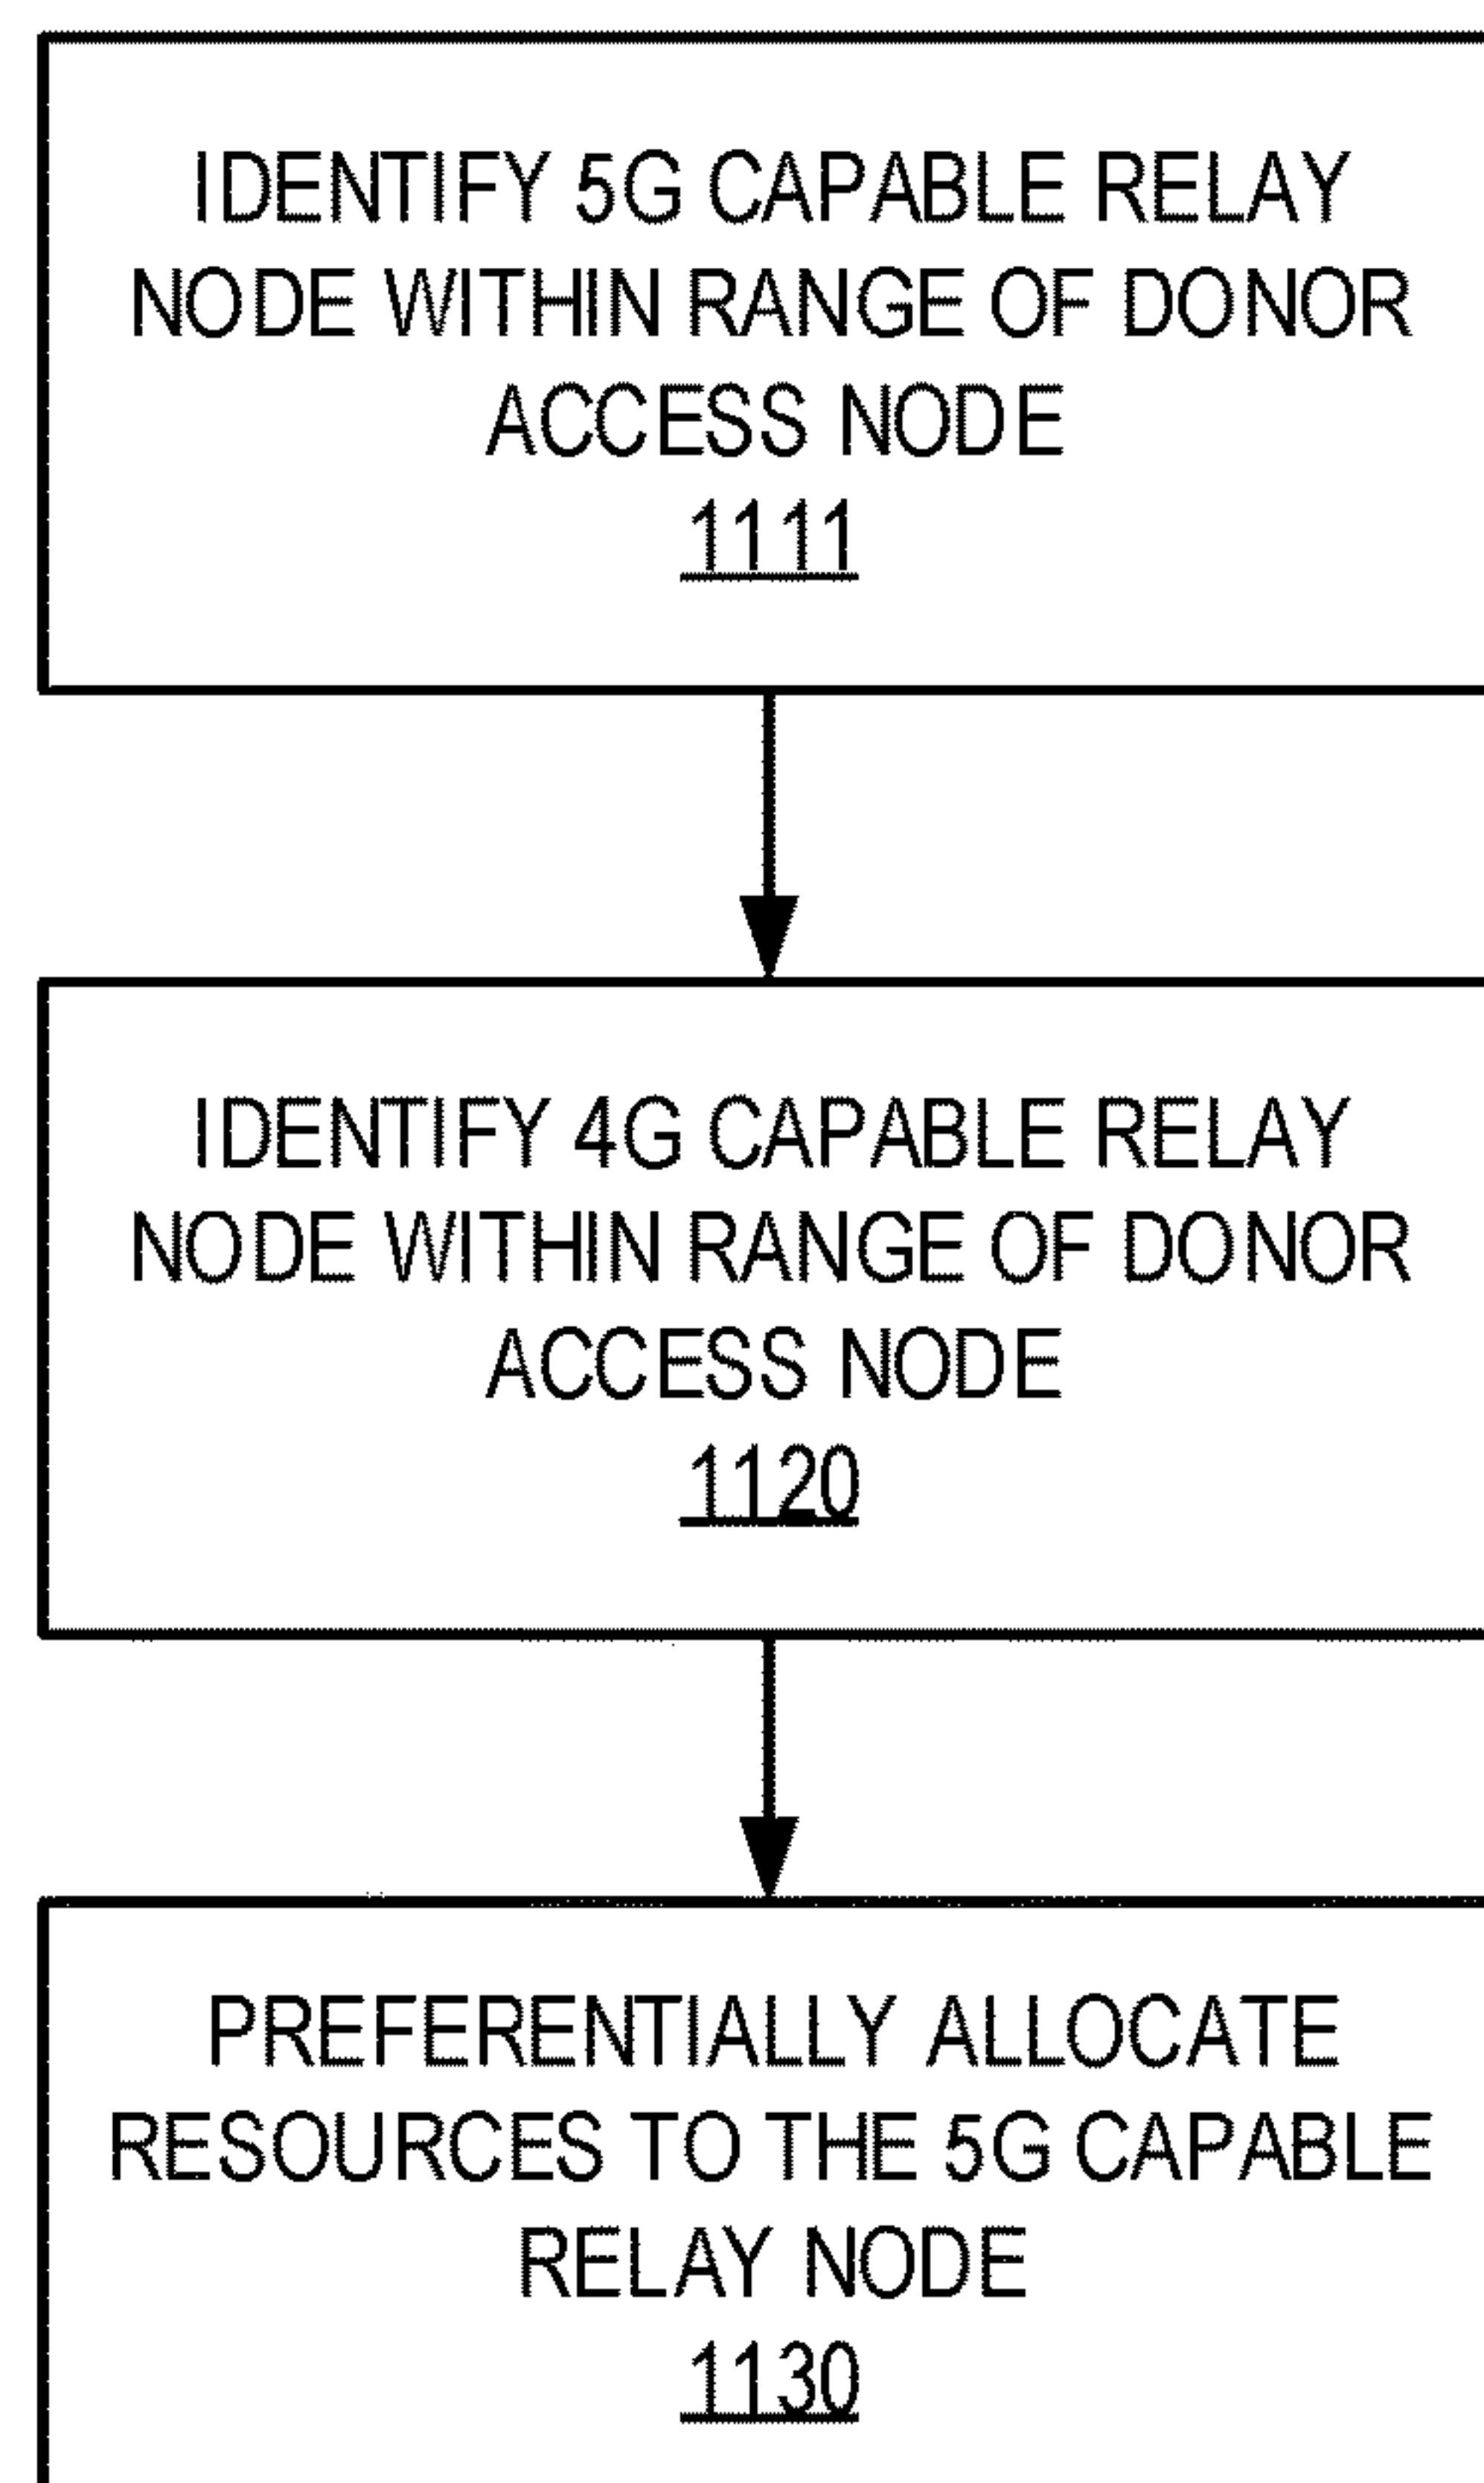 IDENTIFY 5G CAPABLE RELAY
NODE WITHIN RANGE OF DONOR
ACCESS NODE
1111
IDENTIFY 4G CAPABLE RELAY
NODE WITHIN RANGE OF DONOR
ACCESS NODE
1120
PREFERENTIALLY ALLOCATE
RESOURCES TO THE 5G CAPABLE
RELAY NODE
1130